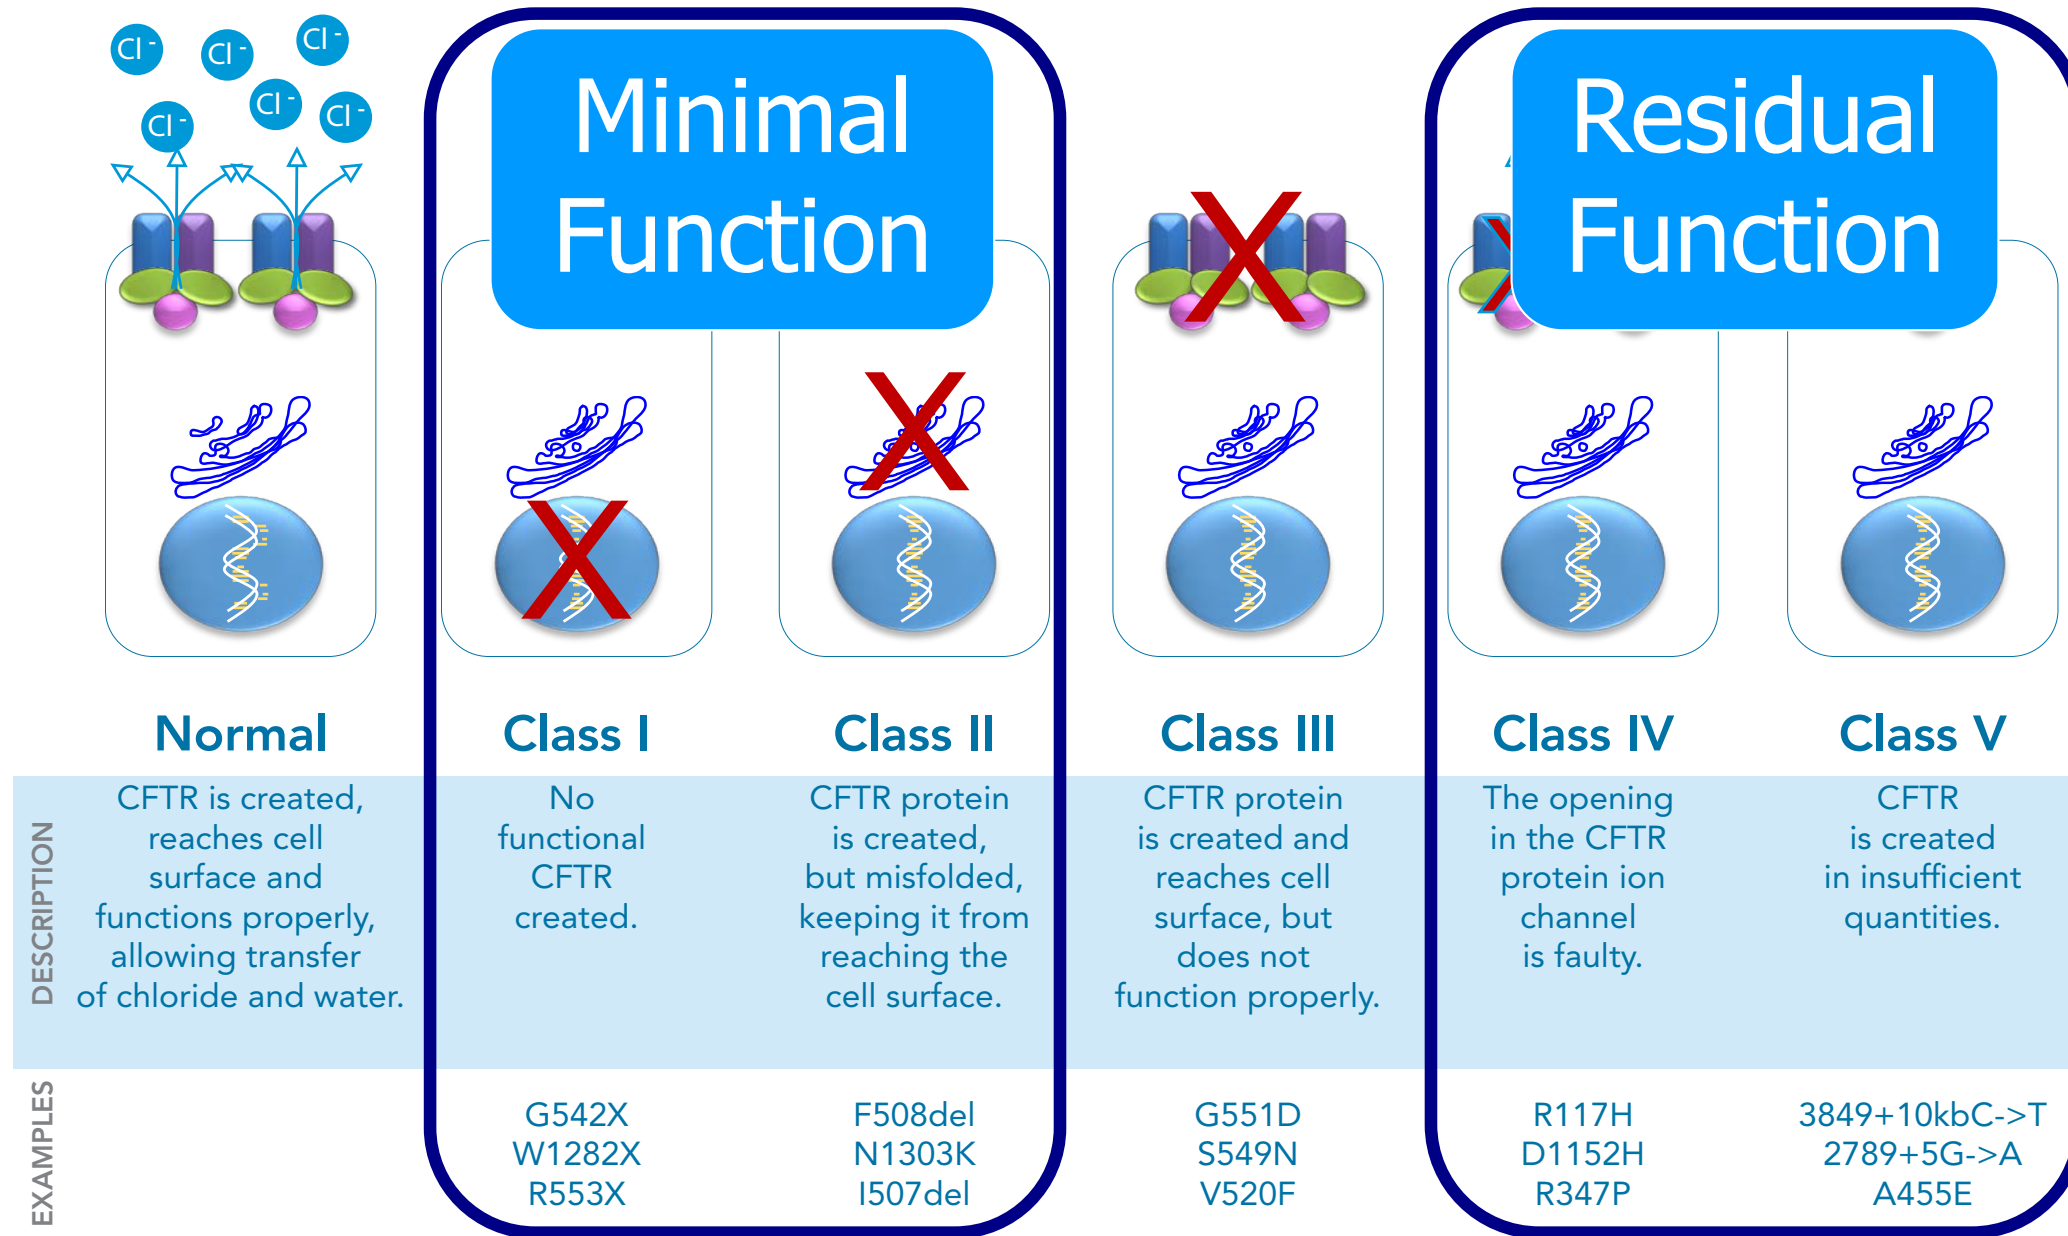 Cl -
Cl -
Cl -
Cl -
Cl -
Cl -
Minimal
Function
Residual
Function
X
X
X
X
Normal
Class I
Class II
Class III
Class IV
Class V
DESCRIPTION
CFTR is created,
reaches cell
surface and
functions properly,
allowing transfer
of chloride and water.
No
functional
CFTR
created.
CFTR protein
is created,
but misfolded,
keeping it from
reaching the
cell surface.
CFTR protein
is created and
reaches cell
surface, but
does not
function properly.
The opening
in the CFTR
protein ion
channel
is faulty.
CFTR
is created
in insufficient
quantities.
EXAMPLES
G542X
W1282X
R553X
F508del
N1303K
I507del
G551D
S549N
V520F
R117H
D1152H
R347P
3849+10kbC->T
2789+5G->A
A455E